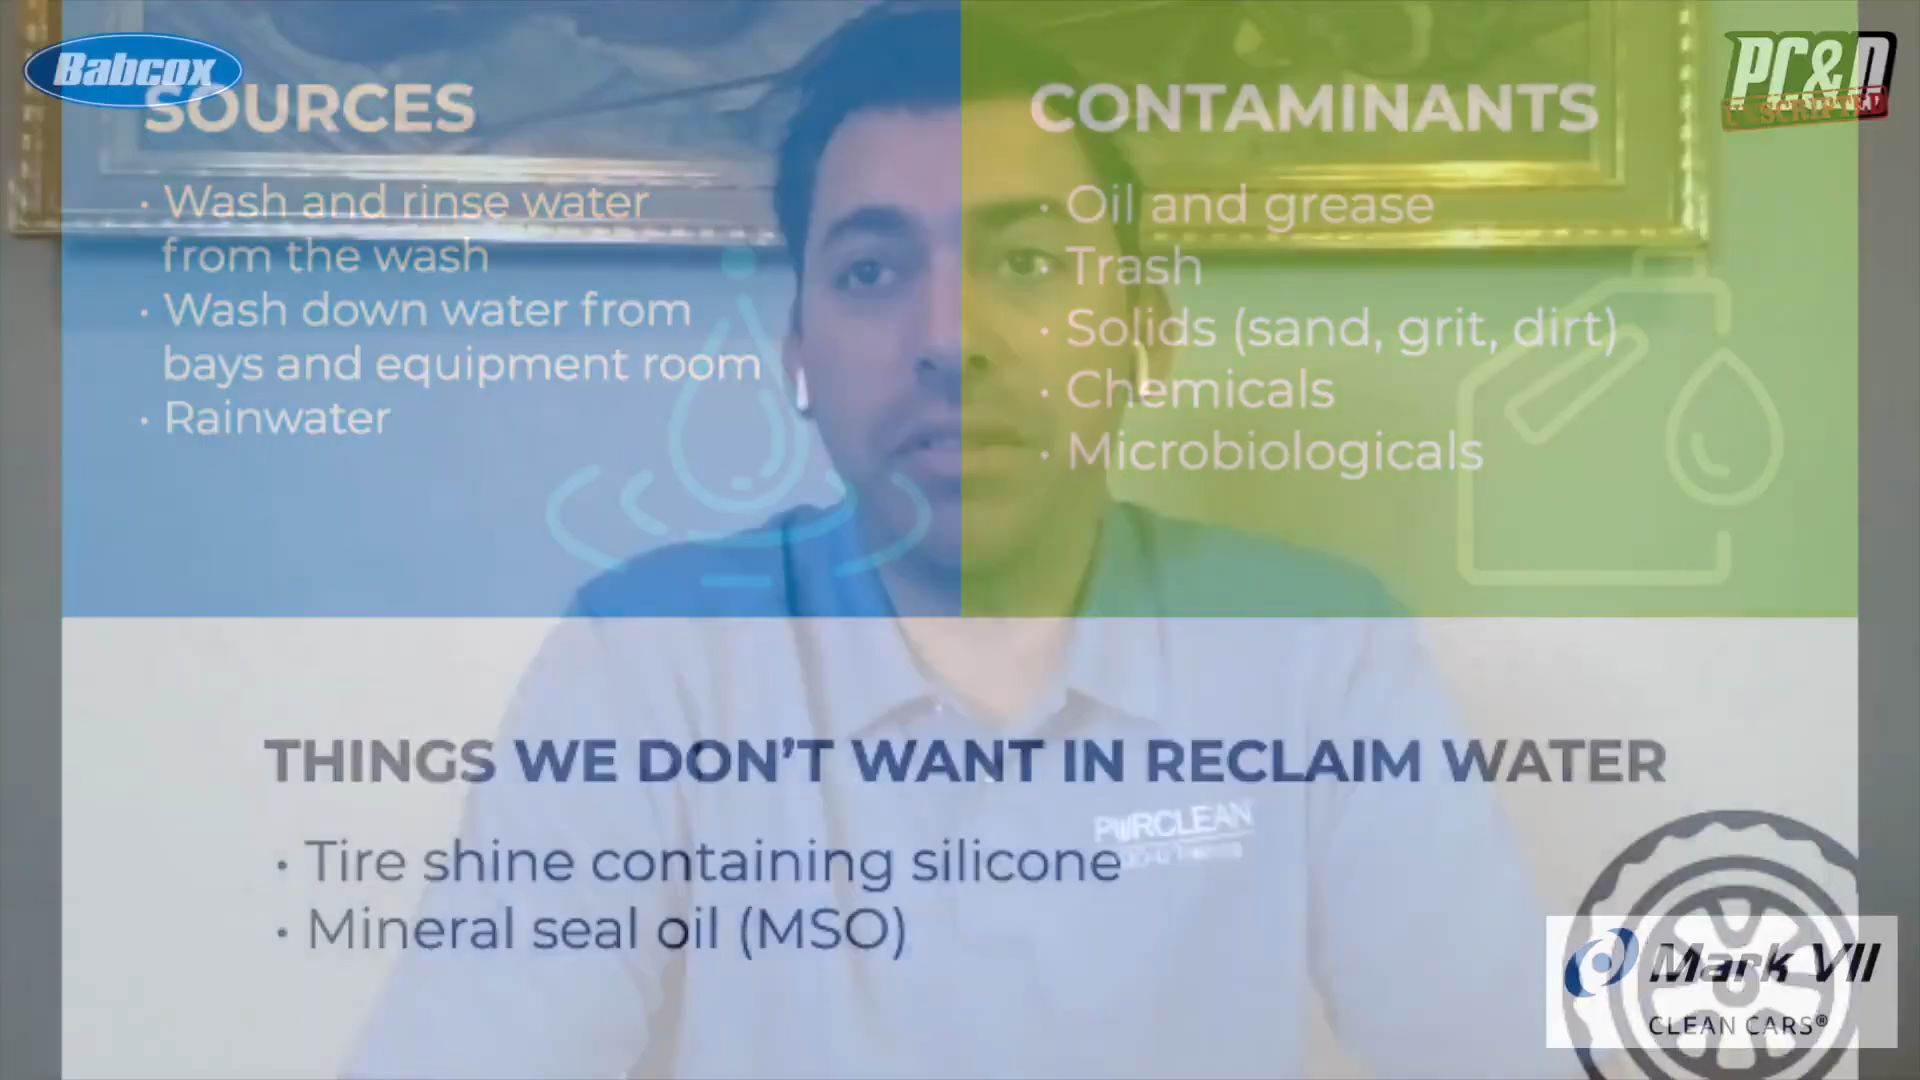 Babcox
PC&D
UNSCRIPTED
SOURCES
• Wash and rinse water
from the wash
• Wash down water from
bays and equipment room
• Rainwater
CONTAMINANTS
• Oil and grease
• Trash
• Solids (sand, grit, dirt)
• Chemicals
• Microbiologicals
THINGS WE DON'T WANT IN RECLAIM WATER
• Tire shine containing silicone
• Mineral seal oil (MSO)
PWRCLEAN
Mark VII
CLEAN CARS®